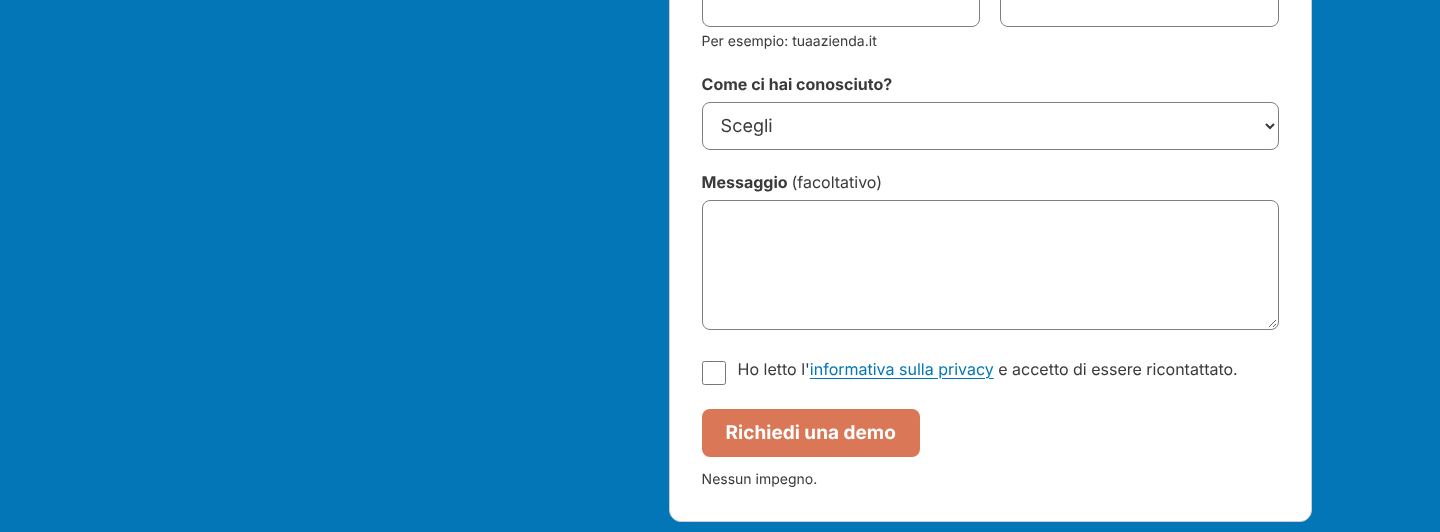 Per esempio: tuaazienda.it
Come ci hai conosciuto?
Scegli
Messaggio (facoltativo)
Ho letto l'informativa sulla privacy e accetto di essere ricontattato.
Richiedi una demo
Nessun impegno.